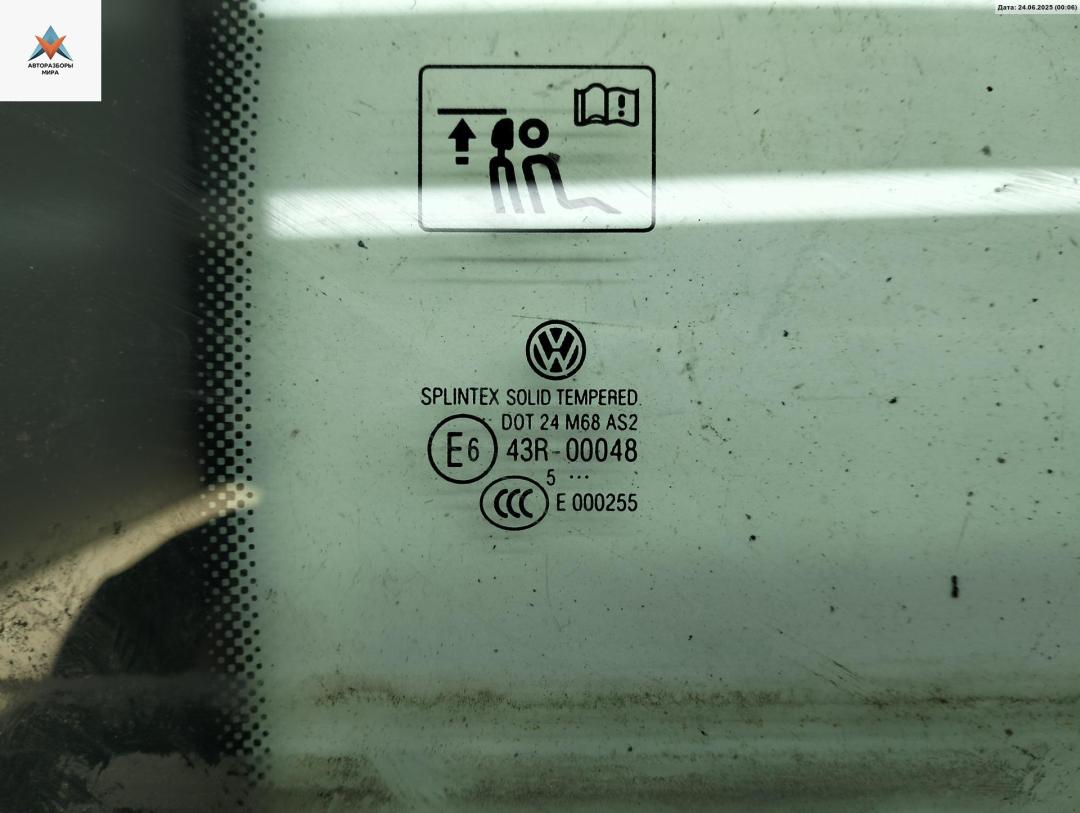 АВТОРАЗБОРЫ
МИРА
Дата: 24.06.2025 (00:06)
SPLINTEX SOLID TEMPERED
DOT 24 M68 AS2
E6 43R-00048
5 ...
CCC E 000255